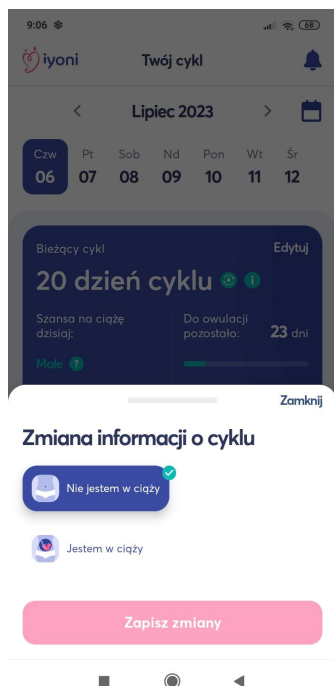 9:06 68
iyoni Twój cykl
Lipiec 2023
Czw Pt Sob Nd Pon Wt Śr
06 07 08 09 10 11 12
Bieżący cykl Edytuj
20 dzień cyklu i
Szansa na ciążę dzisiaj: Do owulacji pozostało: 23 dni
Małe ?
Zamknij
Zmiana informacji o cyklu
Nie jestem w ciąży
Jestem w ciąży
Zapisz zmiany